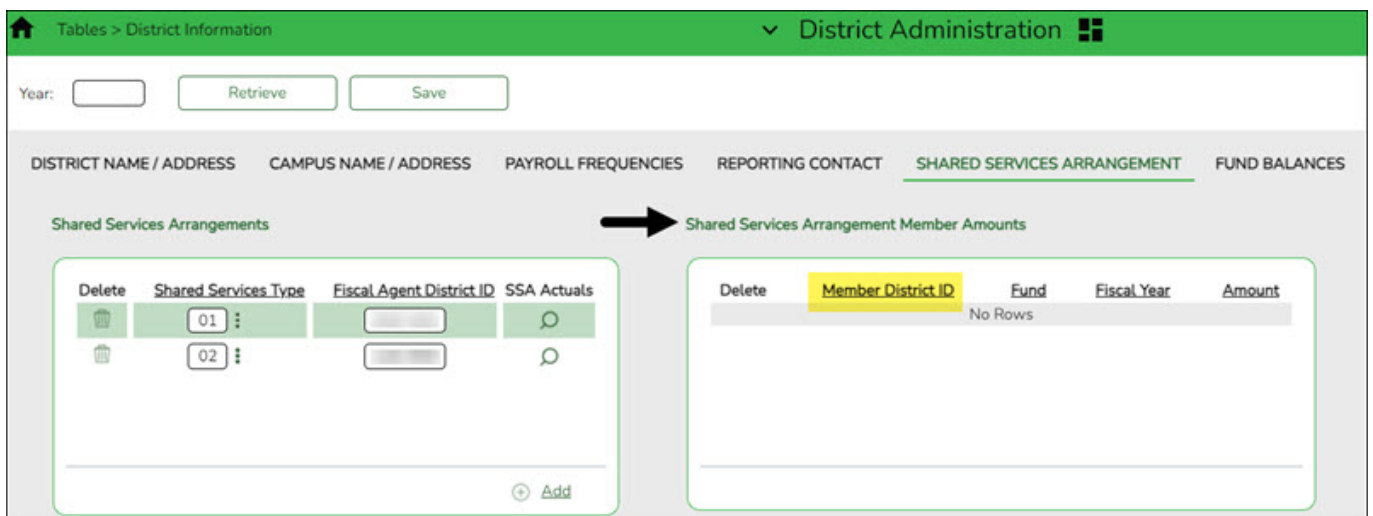 Tables > District Information
District Administration
Year:
Retrieve
Save
DISTRICT NAME / ADDRESS CAMPUS NAME / ADDRESS PAYROLL FREQUENCIES REPORTING CONTACT SHARED SERVICES ARRANGEMENT FUND BALANCES
Shared Services Arrangements
Delete Shared Services Type Fiscal Agent District ID SSA Actuals
01
02
Add
Shared Services Arrangement Member Amounts
Delete Member District ID Fund Fiscal Year Amount
No Rows